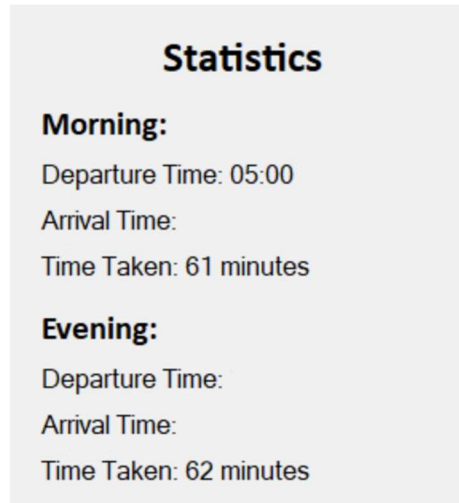 Statistics
Morning:
Departure Time: 05:00
Arrival Time:
Time Taken: 61 minutes
Evening:
Departure Time:
Arrival Time:
Time Taken: 62 minutes